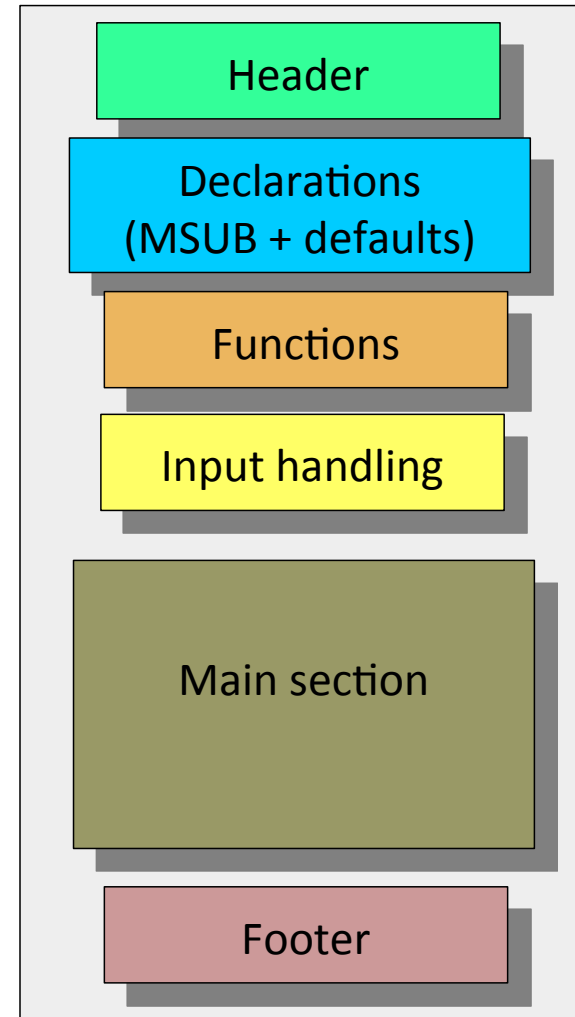 Header
Declarations
(MSUB + defaults)
Functions
Input handling
Main section
Footer